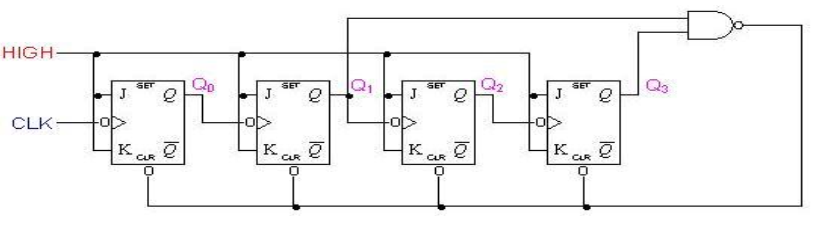 HIGH
CLK
J SET Q Q0
K CLR Q
J SET Q Q1
K CLR Q
J SET Q Q2
K CLR Q
J SET Q Q3
K CLR Q